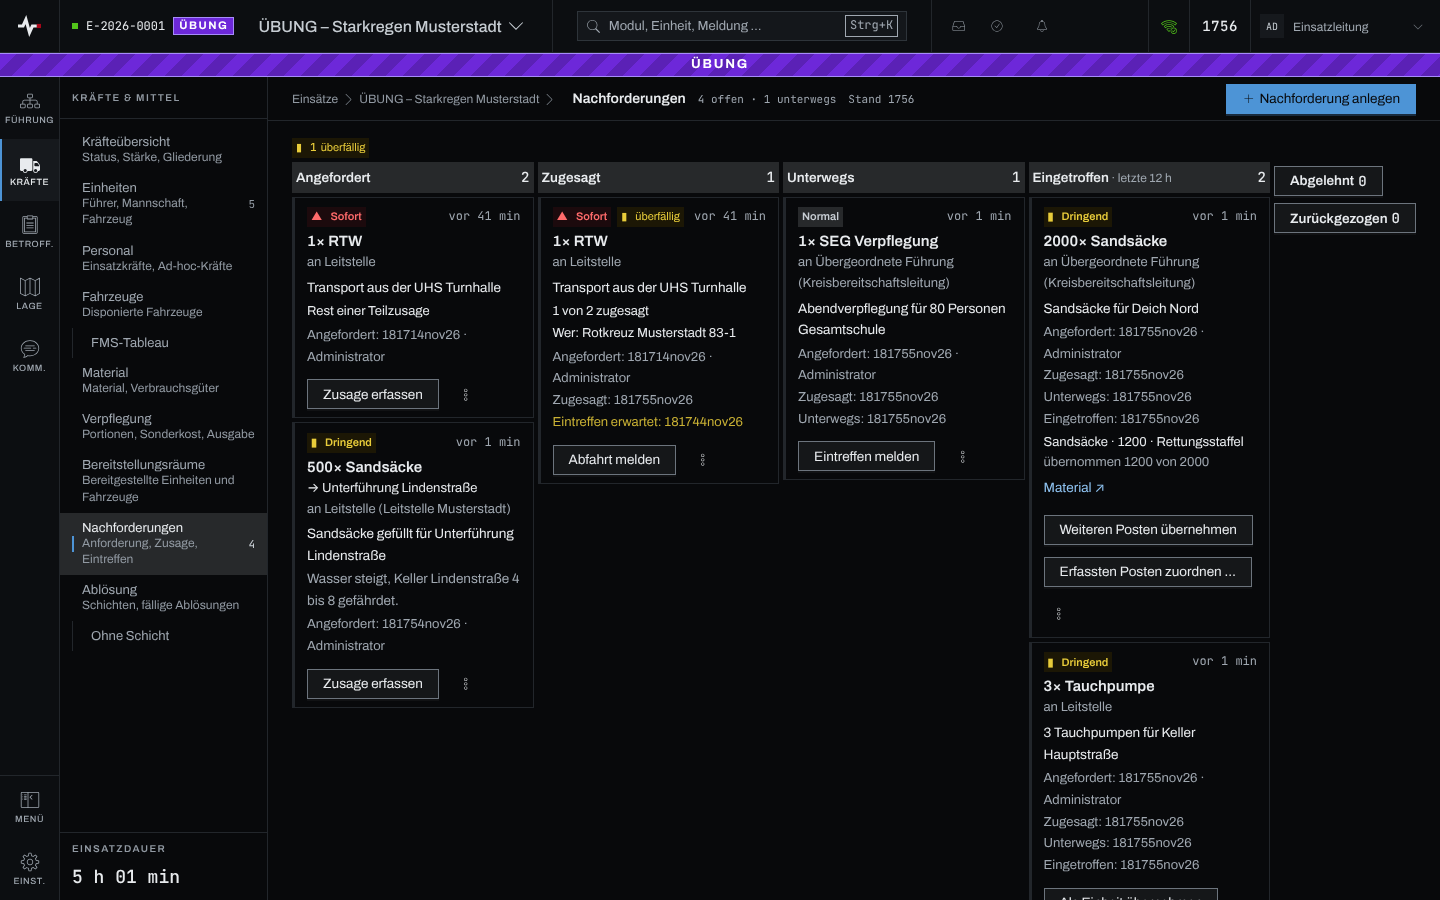 E-2026-0001 ÜBUNG
ÜBUNG – Starkregen Musterstadt
Modul, Einheit, Meldung ...
Strg+K
1756
AD Einsatzleitung
ÜBUNG
FÜHRUNG
KRÄFTE
BETROFF.
LAGE
KOMM.
MENÜ
EINST.
KRÄFTE & MITTEL
Kräfteübersicht
Status, Stärke, Gliederung
Einheiten
Führer, Mannschaft,
Fahrzeug
5
Personal
Einsatzkräfte, Ad-hoc-Kräfte
Fahrzeuge
Disponierte Fahrzeuge
FMS-Tableau
Material
Material, Verbrauchsgüter
Verpflegung
Portionen, Sonderkost, Ausgabe
Bereitstellungsräume
Bereitgestellte Einheiten und
Fahrzeuge
Nachforderungen
Anforderung, Zusage,
Eintreffen
4
Ablösung
Schichten, fällige Ablösungen
Ohne Schicht
EINSATZDAUER
5 h 01 min
Einsätze
ÜBUNG – Starkregen Musterstadt
Nachforderungen
4 offen · 1 unterwegs Stand 1756
+ Nachforderung anlegen
1 überfällig
Angefordert 2
Sofort vor 41 min
1× RTW
an Leitstelle
Transport aus der UHS Turnhalle
Rest einer Teilzusage
Angefordert: 181714nov26 ·
Administrator
Zusage erfassen
Dringend vor 1 min
500× Sandsäcke
→ Unterführung Lindenstraße
an Leitstelle (Leitstelle Musterstadt)
Sandsäcke gefüllt für Unterführung
Lindenstraße
Wasser steigt, Keller Lindenstraße 4
bis 8 gefährdet.
Angefordert: 181754nov26 ·
Administrator
Zusage erfassen
Zugesagt 1
Sofort überfällig vor 41 min
1× RTW
an Leitstelle
Transport aus der UHS Turnhalle
1 von 2 zugesagt
Wer: Rotkreuz Musterstadt 83-1
Angefordert: 181714nov26 ·
Administrator
Zugesagt: 181755nov26
Eintreffen erwartet: 181744nov26
Abfahrt melden
Unterwegs 1
Normal vor 1 min
1× SEG Verpflegung
an Übergeordnete Führung
(Kreisbereitschaftsleitung)
Abendverpflegung für 80 Personen
Gesamtschule
Angefordert: 181755nov26 ·
Administrator
Zugesagt: 181755nov26
Unterwegs: 181755nov26
Eintreffen melden
Eingetroffen · letzte 12 h 2
Dringend vor 1 min
2000× Sandsäcke
an Übergeordnete Führung
(Kreisbereitschaftsleitung)
Sandsäcke für Deich Nord
Angefordert: 181755nov26 ·
Administrator
Zugesagt: 181755nov26
Unterwegs: 181755nov26
Eingetroffen: 181755nov26
Sandsäcke · 1200 · Rettungsstaffel
übernommen 1200 von 2000
Material ↗
Weiteren Posten übernehmen
Erfassten Posten zuordnen ...
Dringend vor 1 min
3× Tauchpumpe
an Leitstelle
3 Tauchpumpen für Keller
Hauptstraße
Angefordert: 181755nov26 ·
Administrator
Zugesagt: 181755nov26
Unterwegs: 181755nov26
Eingetroffen: 181755nov26
Abgelehnt 0
Zurückgezogen 0